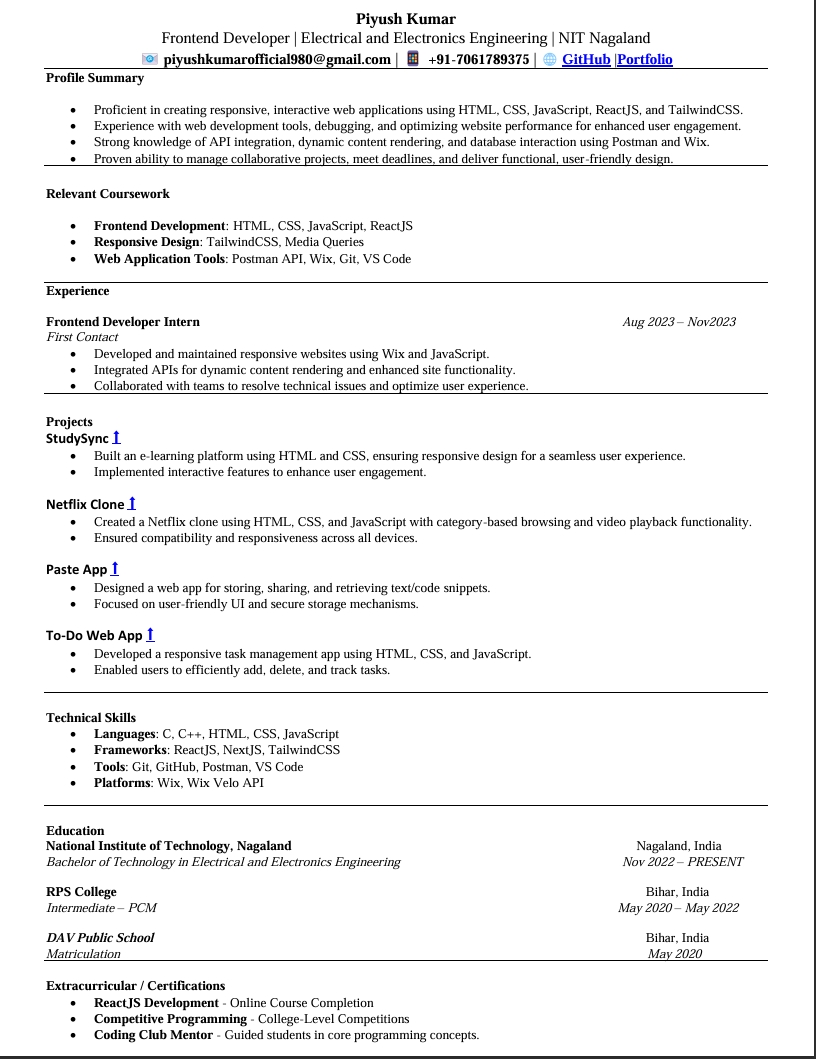 Piyush Kumar
Frontend Developer | Electrical and Electronics Engineering | NIT Nagaland
piyushkumarofficial980@gmail.com | +91-7061789375 | GitHub |Portfolio
Profile Summary
• Proficient in creating responsive, interactive web applications using HTML, CSS, JavaScript, ReactJS, and TailwindCSS.
• Experience with web development tools, debugging, and optimizing website performance for enhanced user engagement.
• Strong knowledge of API integration, dynamic content rendering, and database interaction using Postman and Wix.
• Proven ability to manage collaborative projects, meet deadlines, and deliver functional, user-friendly design.
Relevant Coursework
• Frontend Development: HTML, CSS, JavaScript, ReactJS
• Responsive Design: TailwindCSS, Media Queries
• Web Application Tools: Postman API, Wix, Git, VS Code
Experience
Frontend Developer Intern Aug 2023 – Nov2023
First Contact
• Developed and maintained responsive websites using Wix and JavaScript.
• Integrated APIs for dynamic content rendering and enhanced site functionality.
• Collaborated with teams to resolve technical issues and optimize user experience.
Projects
StudySync ↑
• Built an e-learning platform using HTML and CSS, ensuring responsive design for a seamless user experience.
• Implemented interactive features to enhance user engagement.
Netflix Clone ↑
• Created a Netflix clone using HTML, CSS, and JavaScript with category-based browsing and video playback functionality.
• Ensured compatibility and responsiveness across all devices.
Paste App ↑
• Designed a web app for storing, sharing, and retrieving text/code snippets.
• Focused on user-friendly UI and secure storage mechanisms.
To-Do Web App ↑
• Developed a responsive task management app using HTML, CSS, and JavaScript.
• Enabled users to efficiently add, delete, and track tasks.
Technical Skills
• Languages: C, C++, HTML, CSS, JavaScript
• Frameworks: ReactJS, NextJS, TailwindCSS
• Tools: Git, GitHub, Postman, VS Code
• Platforms: Wix, Wix Velo API
Education
National Institute of Technology, Nagaland Nagaland, India
Bachelor of Technology in Electrical and Electronics Engineering Nov 2022 – PRESENT
RPS College Bihar, India
Intermediate – PCM May 2020 – May 2022
DAV Public School Bihar, India
Matriculation May 2020
Extracurricular / Certifications
• ReactJS Development - Online Course Completion
• Competitive Programming - College-Level Competitions
• Coding Club Mentor - Guided students in core programming concepts.